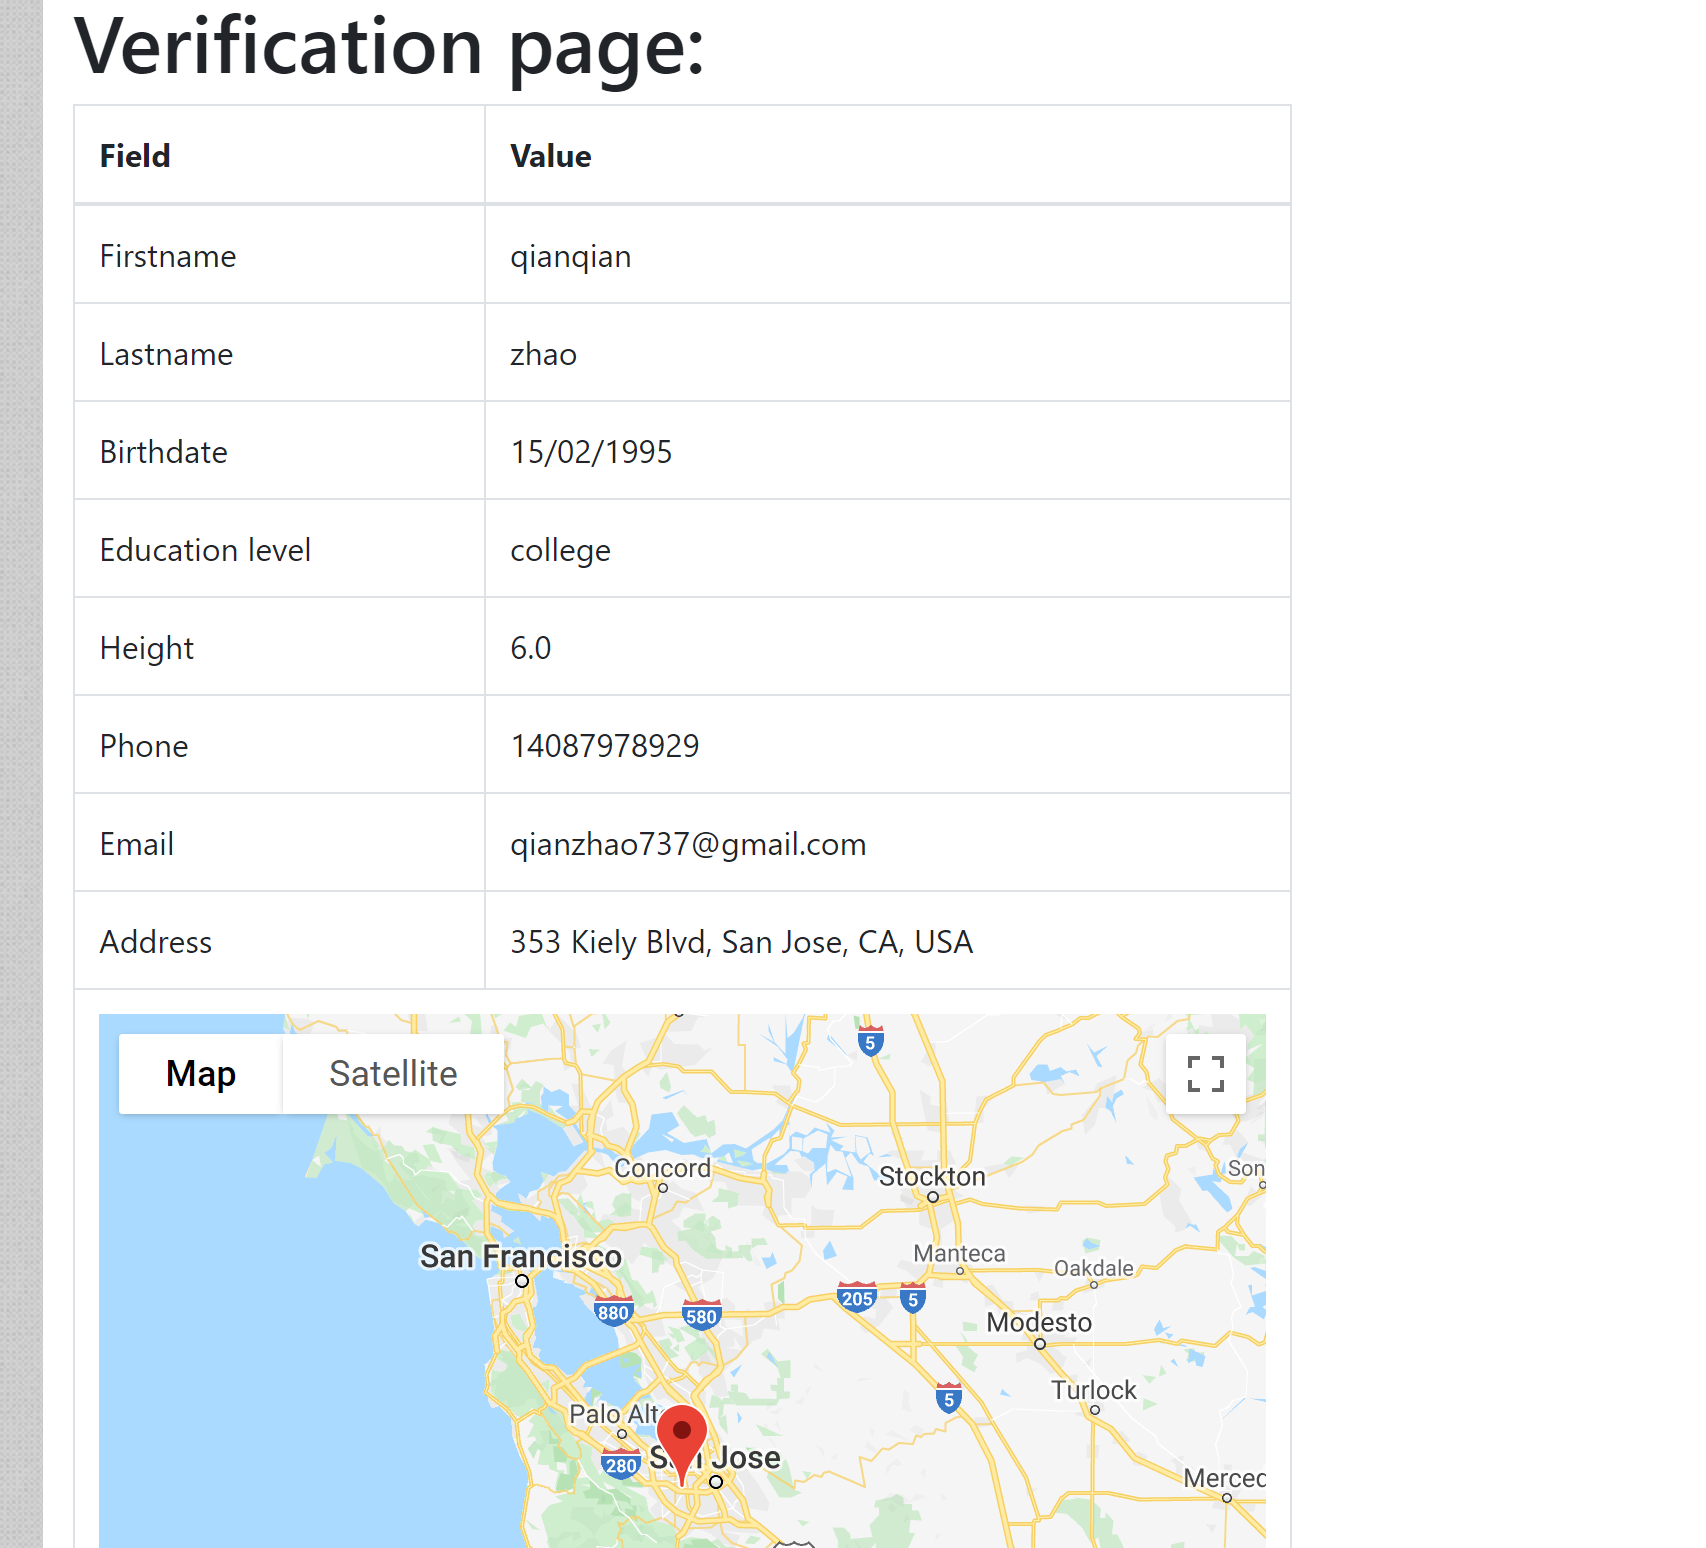 Verification page:
Field Value
Firstname qianqian
Lastname zhao
Birthdate 15/02/1995
Education level college
Height 6.0
Phone 14087978929
Email qianzhao737@gmail.com
Address 353 Kiely Blvd, San Jose, CA, USA
Map Satellite
5
Concord
Stockton
Son
San Francisco
Manteca
Oakdale
880
580
205
5
Modesto
5
Turlock
Palo Alt
280
San Jose
Merced